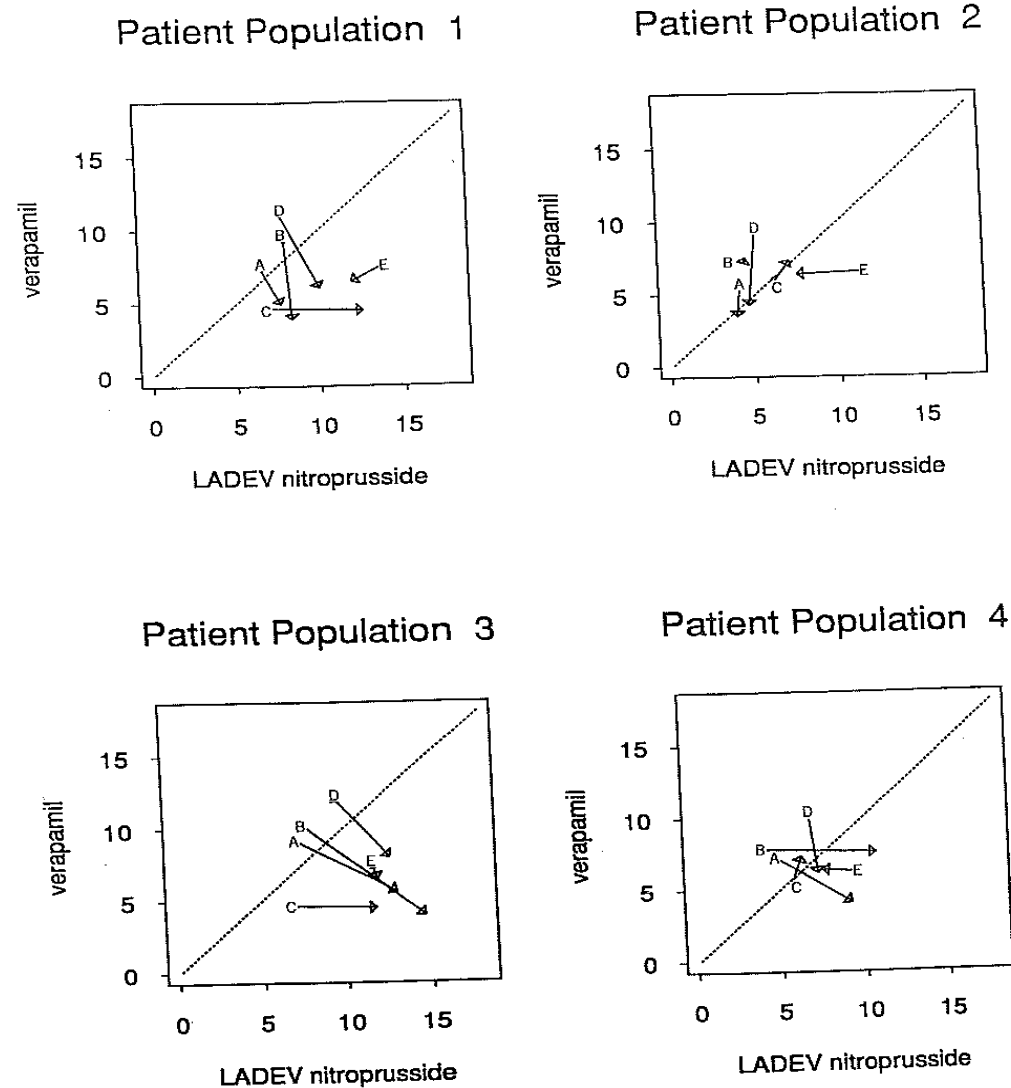 Patient Population 1
verapamil
15
10
5
0
D
B
A
E
C
0 5 10 15
LADEV nitroprusside
Patient Population 2
verapamil
15
10
5
0
D
B
E
A
C
0 5 10 15
LADEV nitroprusside
Patient Population 3
verapamil
15
10
5
0
D
B
A
E
C
0 5 10 15
LADEV nitroprusside
Patient Population 4
verapamil
15
10
5
0
D
B
A
E
C
0 5 10 15
LADEV nitroprusside